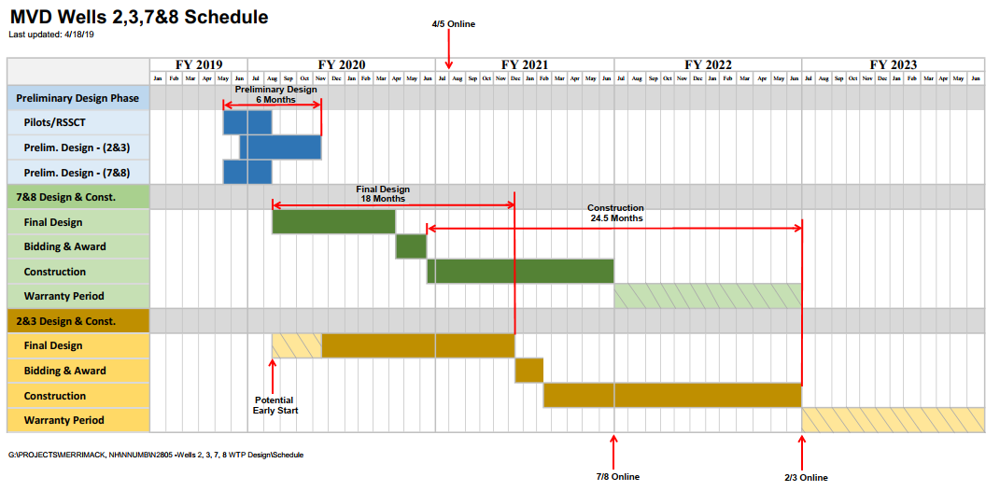 MVD Wells 2,3,7&8 Schedule
Last updated: 4/18/19
4/5 Online
FY 2019 FY 2020 FY 2021 FY 2022 FY 2023
Jan Feb Mar Apr May Jun Jul Aug Sep Oct Nov Dec Jan Feb Mar Apr May Jun Jul Aug Sep Oct Nov Dec Jan Feb Mar Apr May Jun Jul Aug Sep Oct Nov Dec Jan Feb Mar Apr May Jun Jul Aug Sep Oct Nov Dec Jan Feb Mar Apr May Jun
Preliminary Design Phase
Preliminary Design
6 Months
Pilots/RSSCT
Prelim. Design - (2&3)
Prelim. Design - (7&8)
7&8 Design & Const.
Final Design
18 Months
Final Design
Construction
24.5 Months
Bidding & Award
Construction
Warranty Period
2&3 Design & Const.
Final Design
Bidding & Award
Construction
Potential
Early Start
Warranty Period
G:\PROJECTS\MERRIMACK, NH\NNUMB\N2805 -Wells 2, 3, 7, 8 WTP Design\Schedule
7/8 Online
2/3 Online